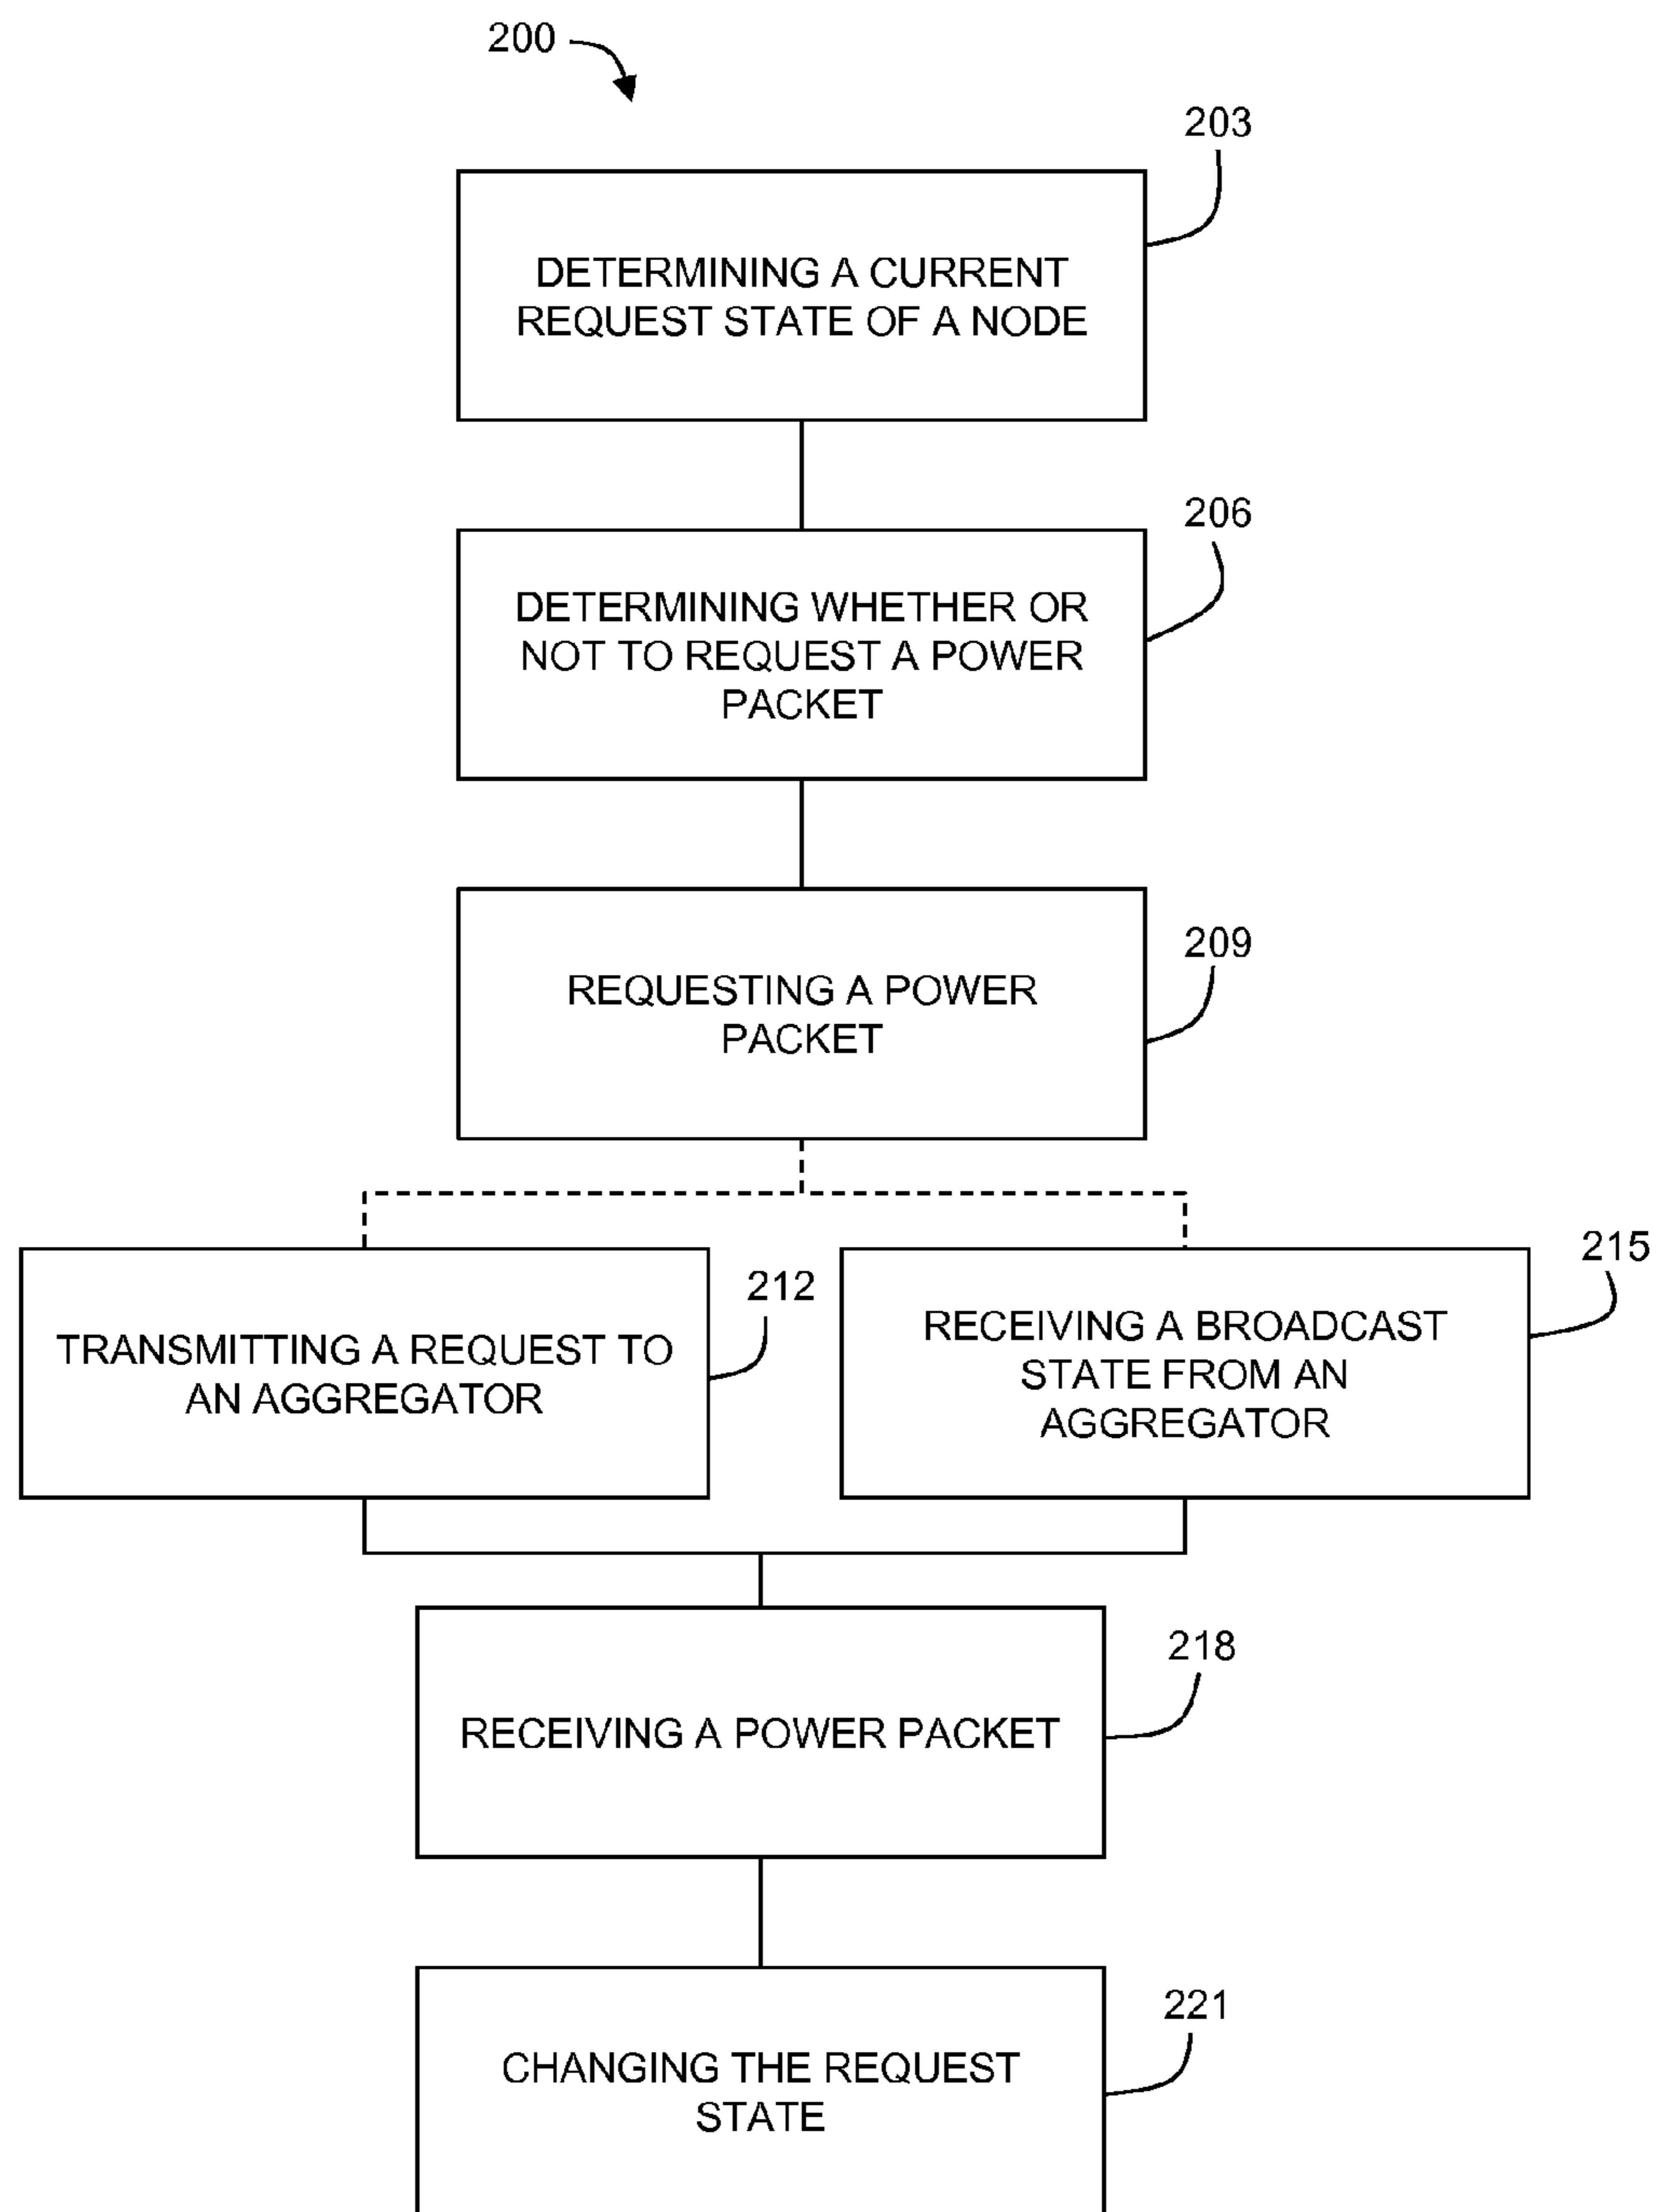 200
203
DETERMINING A CURRENT
REQUEST STATE OF A NODE
206
DETERMINING WHETHER OR
NOT TO REQUEST A POWER
PACKET
209
REQUESTING A POWER
PACKET
212
TRANSMITTING A REQUEST TO
AN AGGREGATOR
215
RECEIVING A BROADCAST
STATE FROM AN
AGGREGATOR
218
RECEIVING A POWER PACKET
221
CHANGING THE REQUEST
STATE